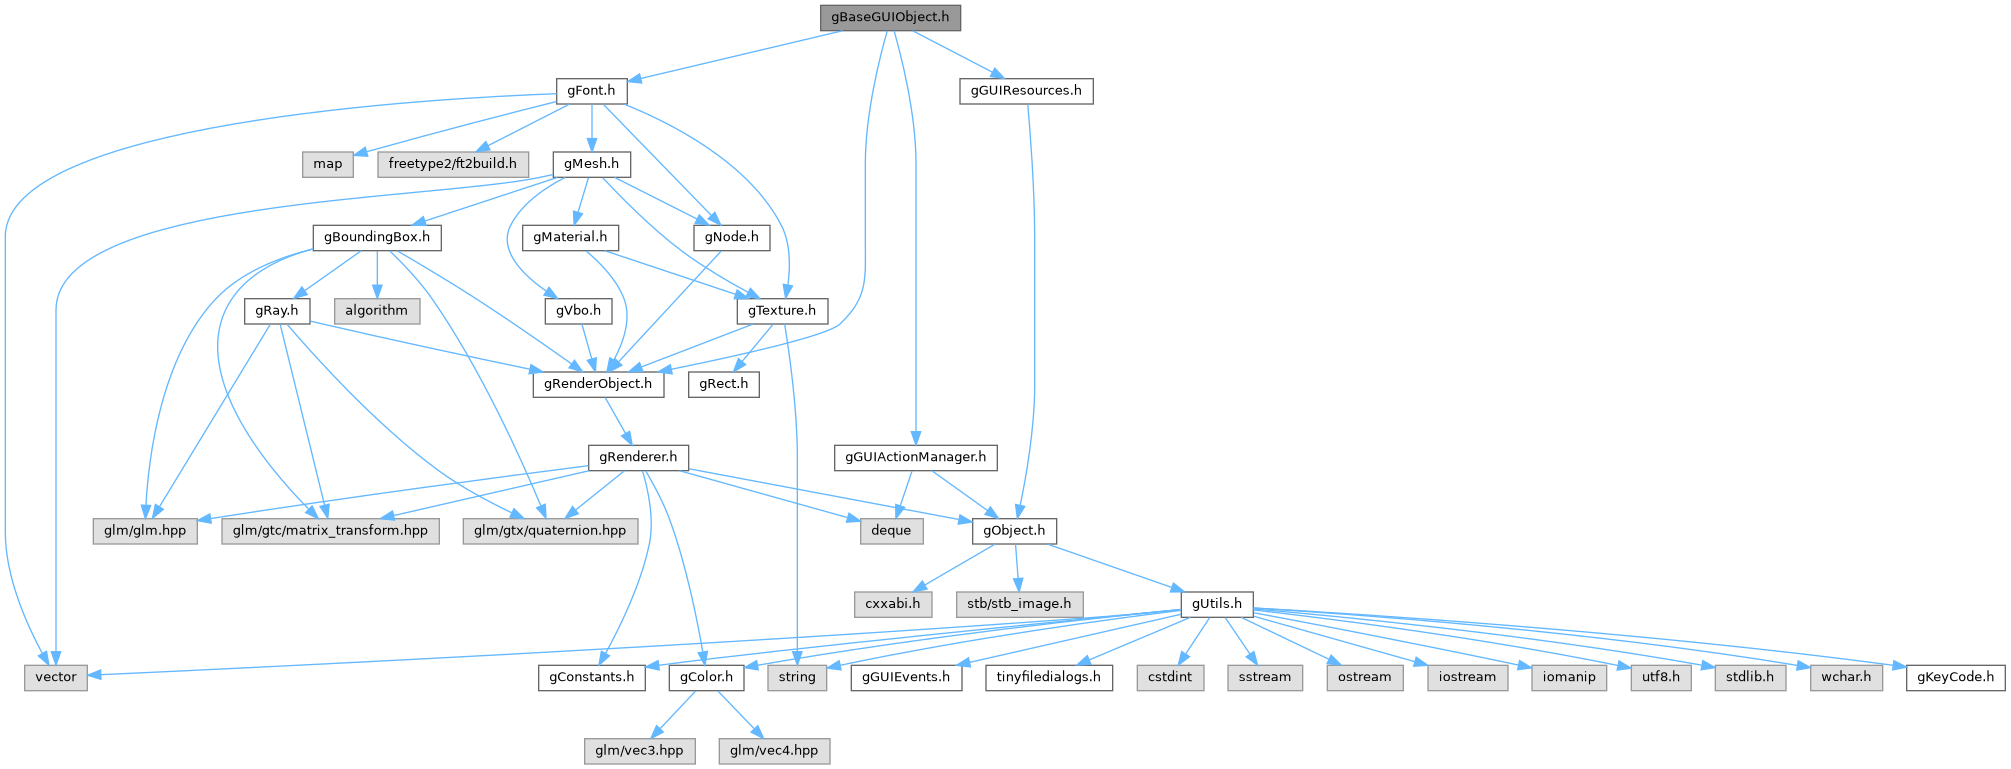 gBaseGUIObject.h
gFont.h
gGUIResources.h
map
freetype2/ft2build.h
gMesh.h
gBoundingBox.h
gMaterial.h
gNode.h
gRay.h
algorithm
gVbo.h
gTexture.h
gRenderObject.h
gRect.h
gRenderer.h
gGUIActionManager.h
glm/glm.hpp
glm/gtc/matrix_transform.hpp
glm/gtx/quaternion.hpp
deque
gObject.h
cxxabi.h
stb/stb_image.h
gUtils.h
vector
gConstants.h
gColor.h
string
gGUIEvents.h
tinyfiledialogs.h
cstdint
sstream
ostream
iostream
iomanip
utf8.h
stdlib.h
wchar.h
gKeyCode.h
glm/vec3.hpp
glm/vec4.hpp